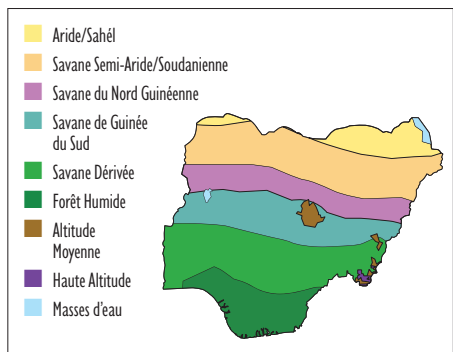 Aride/Sahél
Savane Semi-Aride/Soudanienne
Savane du Nord Guinéenne
Savane de Guinée
du Sud
Savane Dérivée
Forêt Humide
Altitude
Moyenne
Haute Altitude
Masses d'eau